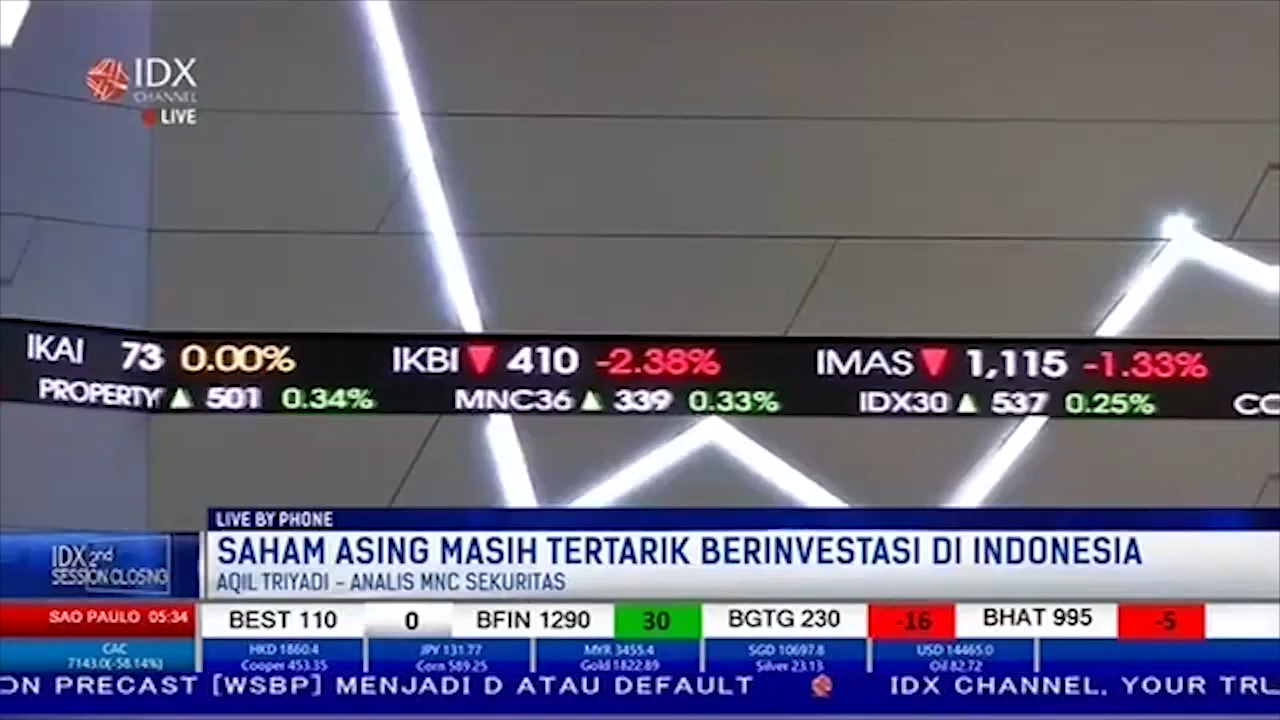 IDX
CHANNEL
LIVE
IKAI 73 0.00% IKBI 410 -2.38% IMAS 1,115 -1.33%
PROPERTY 501 0.34% MNC36 339 0.33% IDX30 537 0.25% CO
LIVE BY PHONE
IDX 2nd
SESSION CLOSING
SAHAM ASING MASIH TERTARIK BERINVESTASI DI INDONESIA
AQIL TRIYADI – ANALIS MNC SEKURITAS
SAO PAULO 05:34 BEST 110 0 BFIN 1290 30 BGTG 230 -16 BHAT 995 -5
CAC HKD 1860.4 JPY 131.77 MYR 3455.4 SGD 10697.8 USD 14465.0
7143.0(-58.14%) Cooper 453.35 Corn 589.25 Gold 1822.89 Silver 23.13 Oil 82.72
ON PRECAST [WSBP] MENJADI D ATAU DEFAULT IDX CHANNEL, YOUR TRU